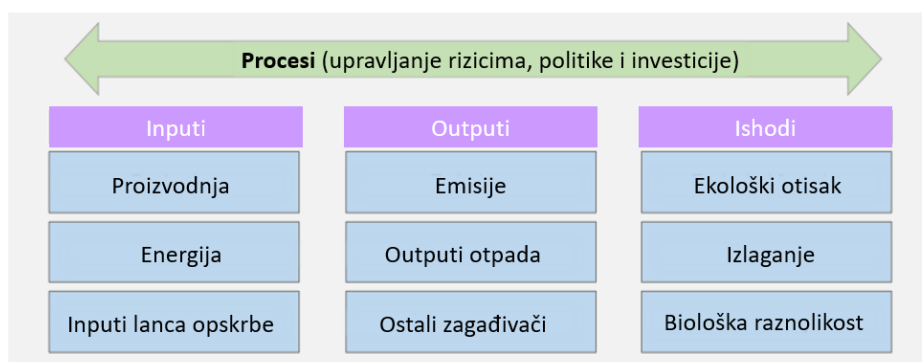 Procesi (upravljanje rizicima, politike i investicije)
Inputi
Outputi
Ishodi
Proizvodnja
Emisije
Ekološki otisak
Energija
Outputi otpada
Izlaganje
Inputi lanca opskrbe
Ostali zagađivači
Biološka raznolikost